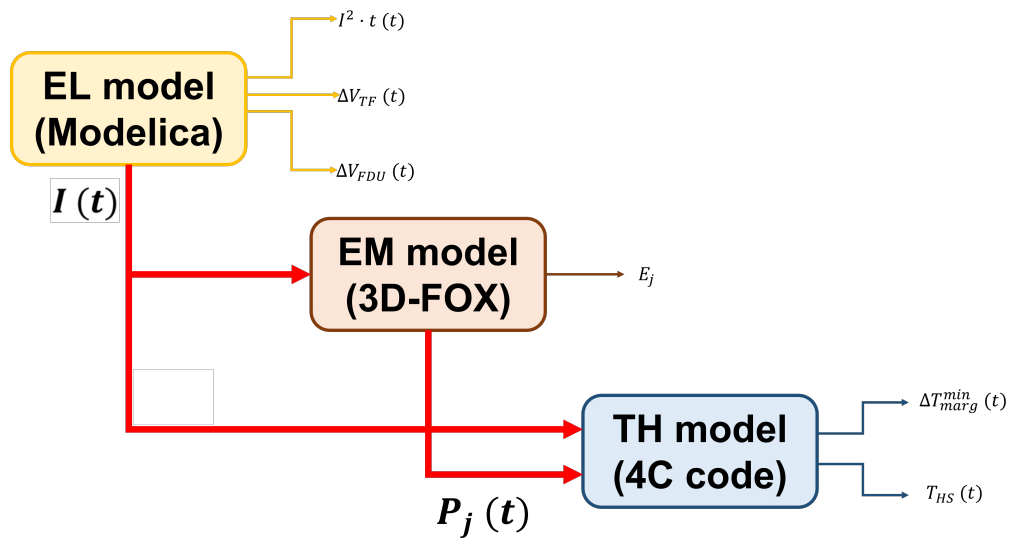 I² · t (t)
EL model
(Modelica)
ΔV_TF (t)
ΔV_FDU (t)
I (t)
EM model
(3D-FOX)
E_j
TH model
(4C code)
ΔT_marg^min (t)
T_HS (t)
P_j (t)